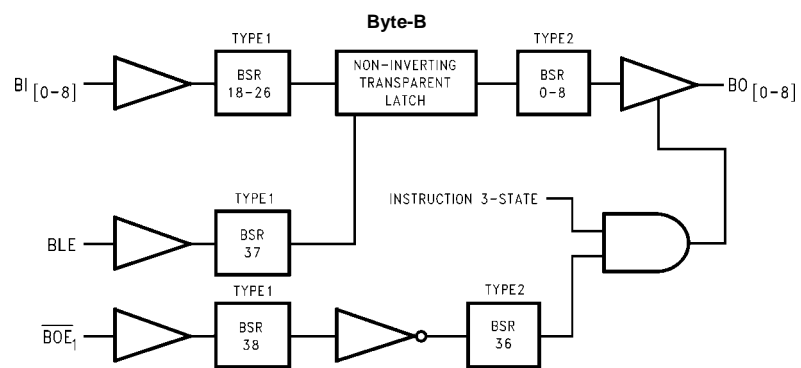 Byte-B
TYPE1
TYPE2
BI [0-8]
BSR
18-26
NON-INVERTING
TRANSPARENT
LATCH
BSR
0-8
BO [0-8]
TYPE1
INSTRUCTION 3-STATE
BLE
BSR
37
TYPE1
TYPE2
BOE1
BSR
38
BSR
36